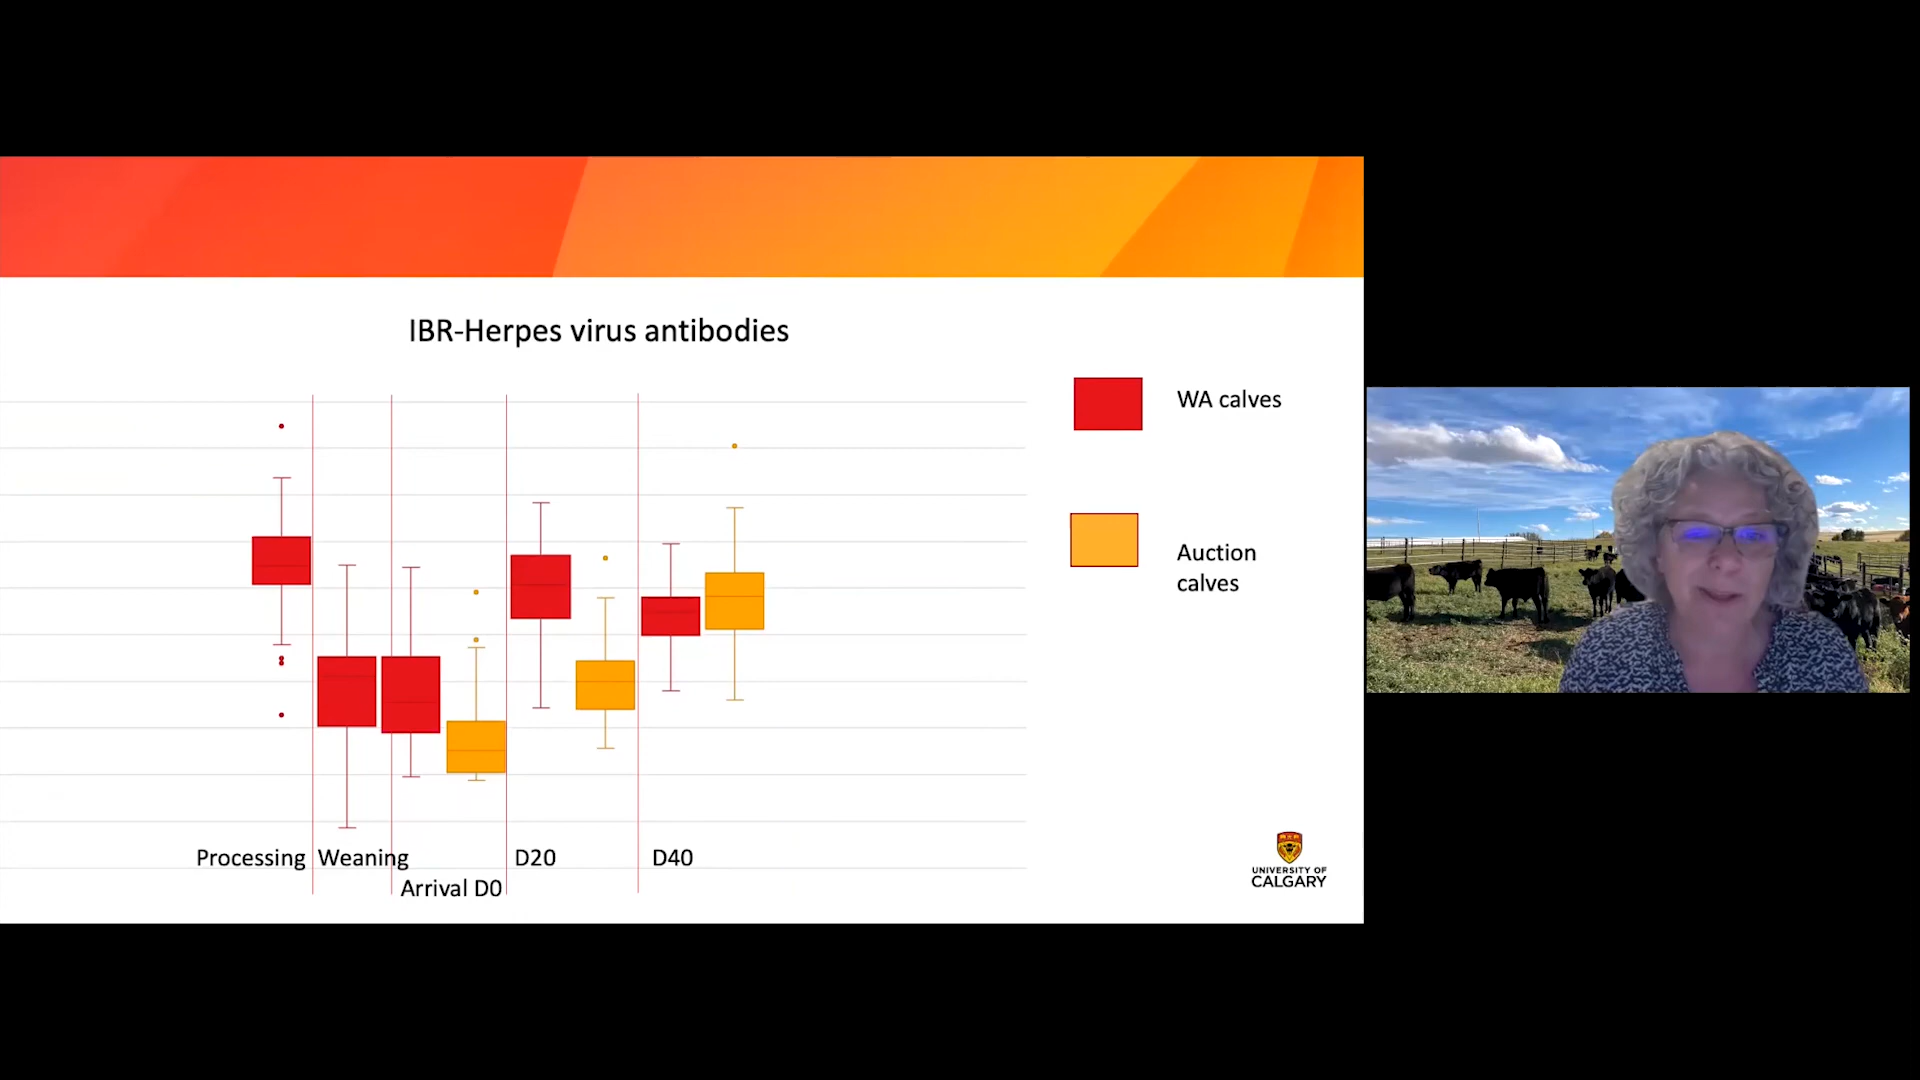 IBR-Herpes virus antibodies
WA calves
Auction
calves
Processing
Weaning
Arrival D0
D20
D40
UNIVERSITY OF
CALGARY